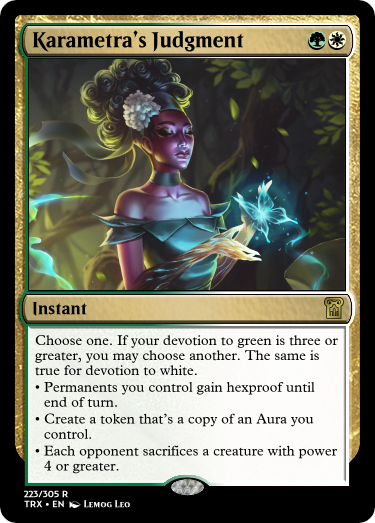 Karametra's Judgment
Instant
Choose one. If your devotion to green is three or
greater, you may choose another. The same is
true for devotion to white.
• Permanents you control gain hexproof until
end of turn.
• Create a token that's a copy of an Aura you
control.
• Each opponent sacrifices a creature with power
4 or greater.
223/305 R
TRX • EN Lemog Leo